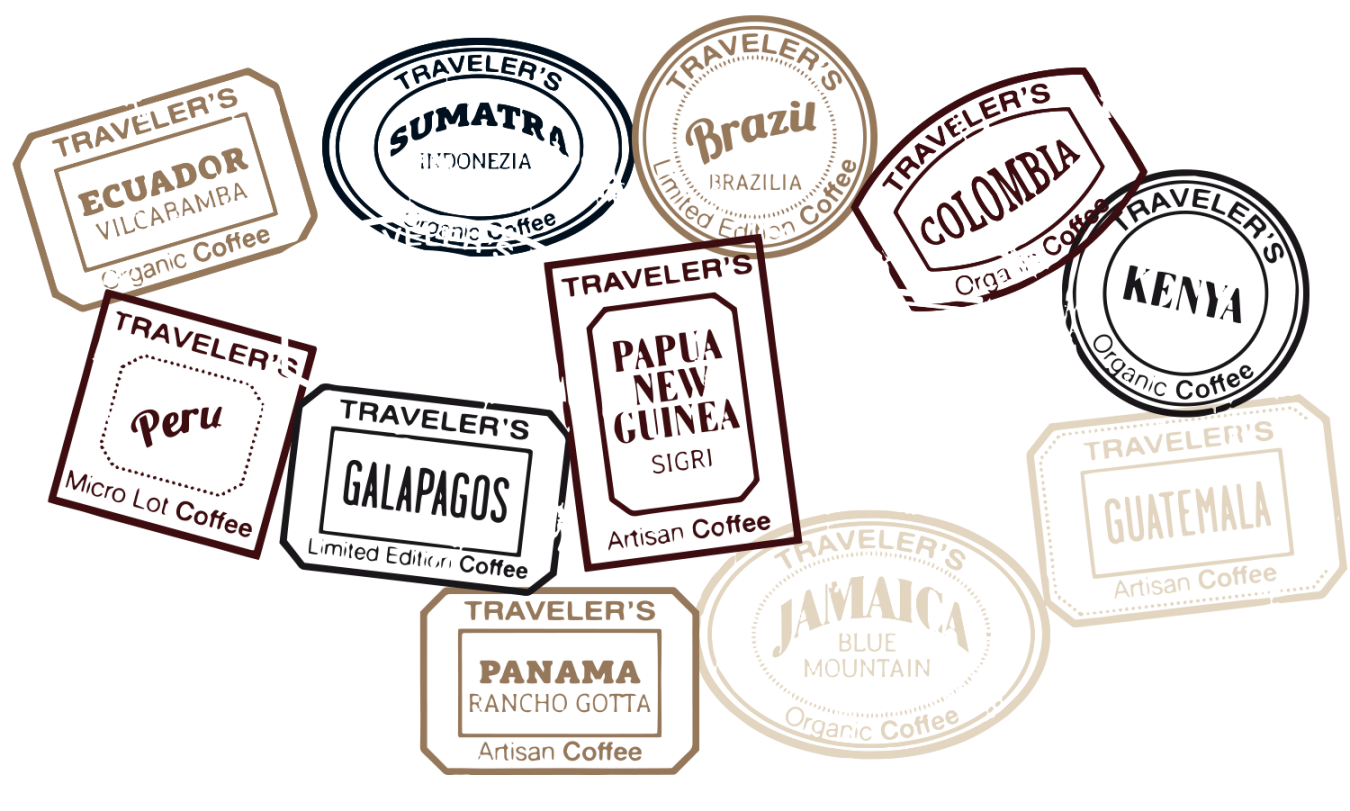 TRAVELER'S
ECUADOR
VILCABAMBA
Organic Coffee
TRAVELER'S
SUMATRA
INDONEZIA
Organic Coffee
TRAVELER'S
Brazil
BRAZILIA
Limited Edition Coffee
TRAVELER'S
COLOMBIA
Organic Coffee
TRAVELER'S
KENYA
Organic Coffee
TRAVELER'S
Peru
Micro Lot Coffee
TRAVELER'S
GALAPAGOS
Limited Edition Coffee
TRAVELER'S
PAPUA
NEW
GUINEA
SIGRI
Artisan Coffee
TRAVELER'S
GUATEMALA
Artisan Coffee
TRAVELER'S
PANAMA
RANCHO GOTTA
Artisan Coffee
TRAVELER'S
JAMAICA
BLUE
MOUNTAIN
Organic Coffee